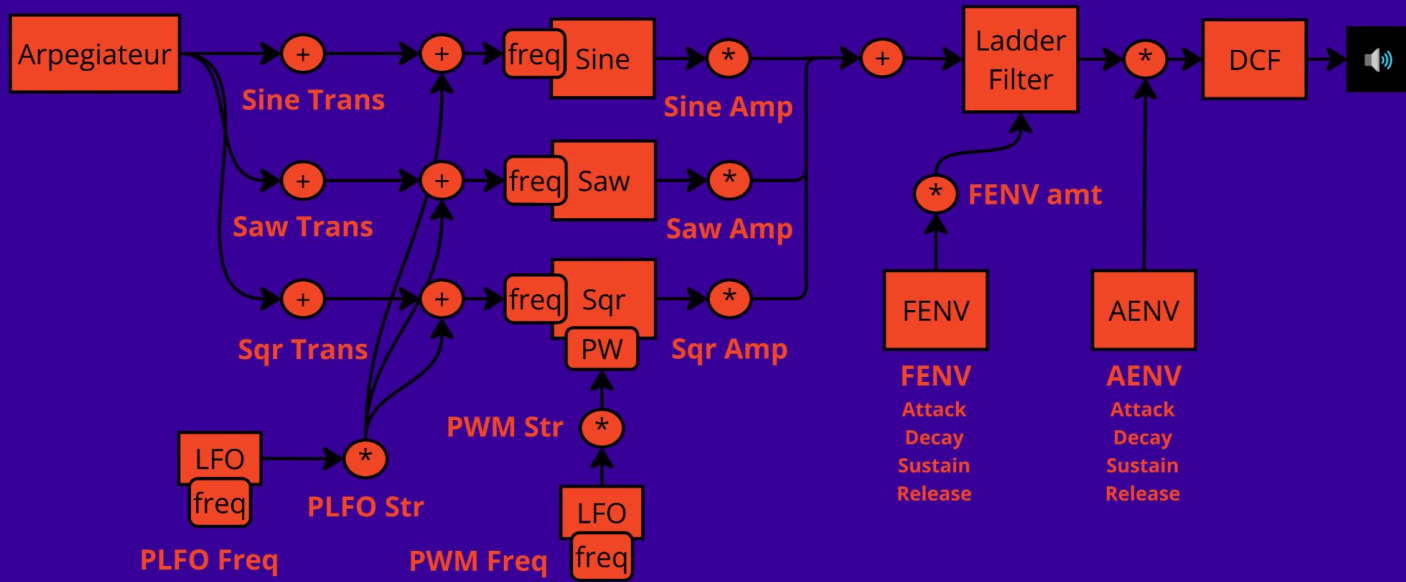 Arpegiateur
+
+
freq
Sine
*
+
Ladder
Filter
*
DCF
Sine Trans
Sine Amp
+
+
freq
Saw
*
*
FENV amt
Saw Trans
Saw Amp
+
+
freq
Sqr
*
FENV
AENV
PW
Sqr Trans
Sqr Amp
FENV
Attack
Decay
Sustain
Release
AENV
Attack
Decay
Sustain
Release
PWM Str
*
LFO
freq
*
PLFO Str
LFO
freq
PLFO Freq
PWM Freq